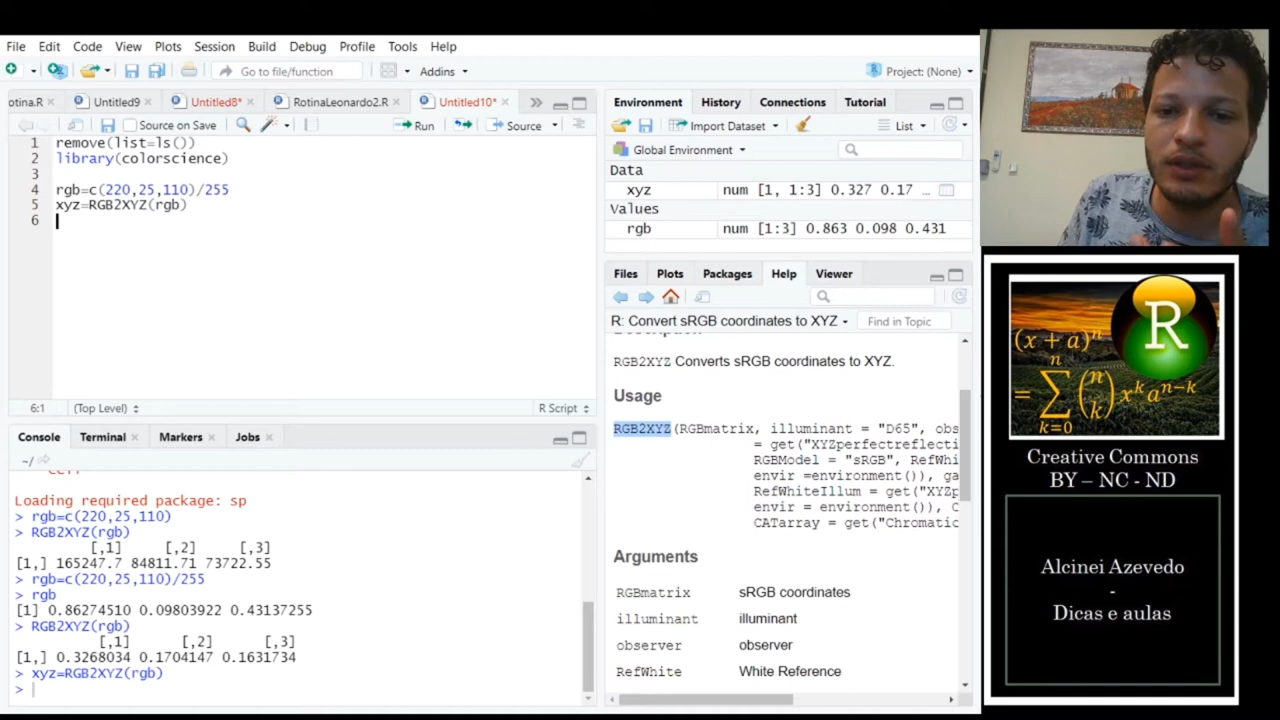 File Edit Code View Plots Session Build Debug Profile Tools Help
Go to file/function Addins Project: (None)
otina.R Untitled9 Untitled8* RotinaLeonardo2.R Untitled10*
Source on Save Run Source
1 remove(list=ls())
2 library(colorscience)
3
4 rgb=c(220,25,110)/255
5 xyz=RGB2XYZ(rgb)
6
6:1 (Top Level) R Script
Console Terminal Markers Jobs
~/
Loading required package: sp
> rgb=c(220,25,110)
> RGB2XYZ(rgb)
[,1] [,2] [,3]
[1,] 165247.7 84811.71 73722.55
> rgb=c(220,25,110)/255
> rgb
[1] 0.86274510 0.09803922 0.43137255
> RGB2XYZ(rgb)
[,1] [,2] [,3]
[1,] 0.3268034 0.1704147 0.1631734
> xyz=RGB2XYZ(rgb)
>
Environment History Connections Tutorial
Import Dataset List
Global Environment
Data
xyz num [1, 1:3] 0.327 0.17 …
Values
rgb num [1:3] 0.863 0.098 0.431
Files Plots Packages Help Viewer
R: Convert sRGB coordinates to XYZ Find in Topic
RGB2XYZ Converts sRGB coordinates to XYZ.
Usage
RGB2XYZ(RGBmatrix, illuminant = "D65", obs
= get("XYZperfectreflecti
RGBModel = "sRGB", RefWhi
envir =environment()), ga
RefWhiteIllum = get("XYZp
envir = environment()), C
CATarray = get("Chromatic
Arguments
RGBmatrix sRGB coordinates
illuminant illuminant
observer observer
RefWhite White Reference
R
(x + a)^n
= ∑ n k=0 (n k) x^k a^(n−k)
Creative Commons
BY – NC - ND
Alcinei Azevedo
-
Dicas e aulas